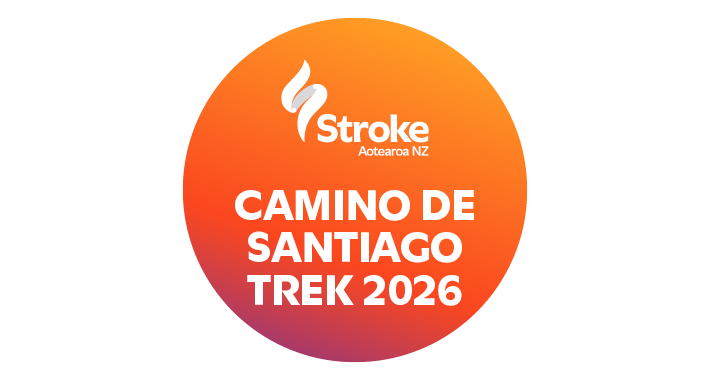 Stroke
Aotearoa NZ
CAMINO DE
SANTIAGO
TREK 2026